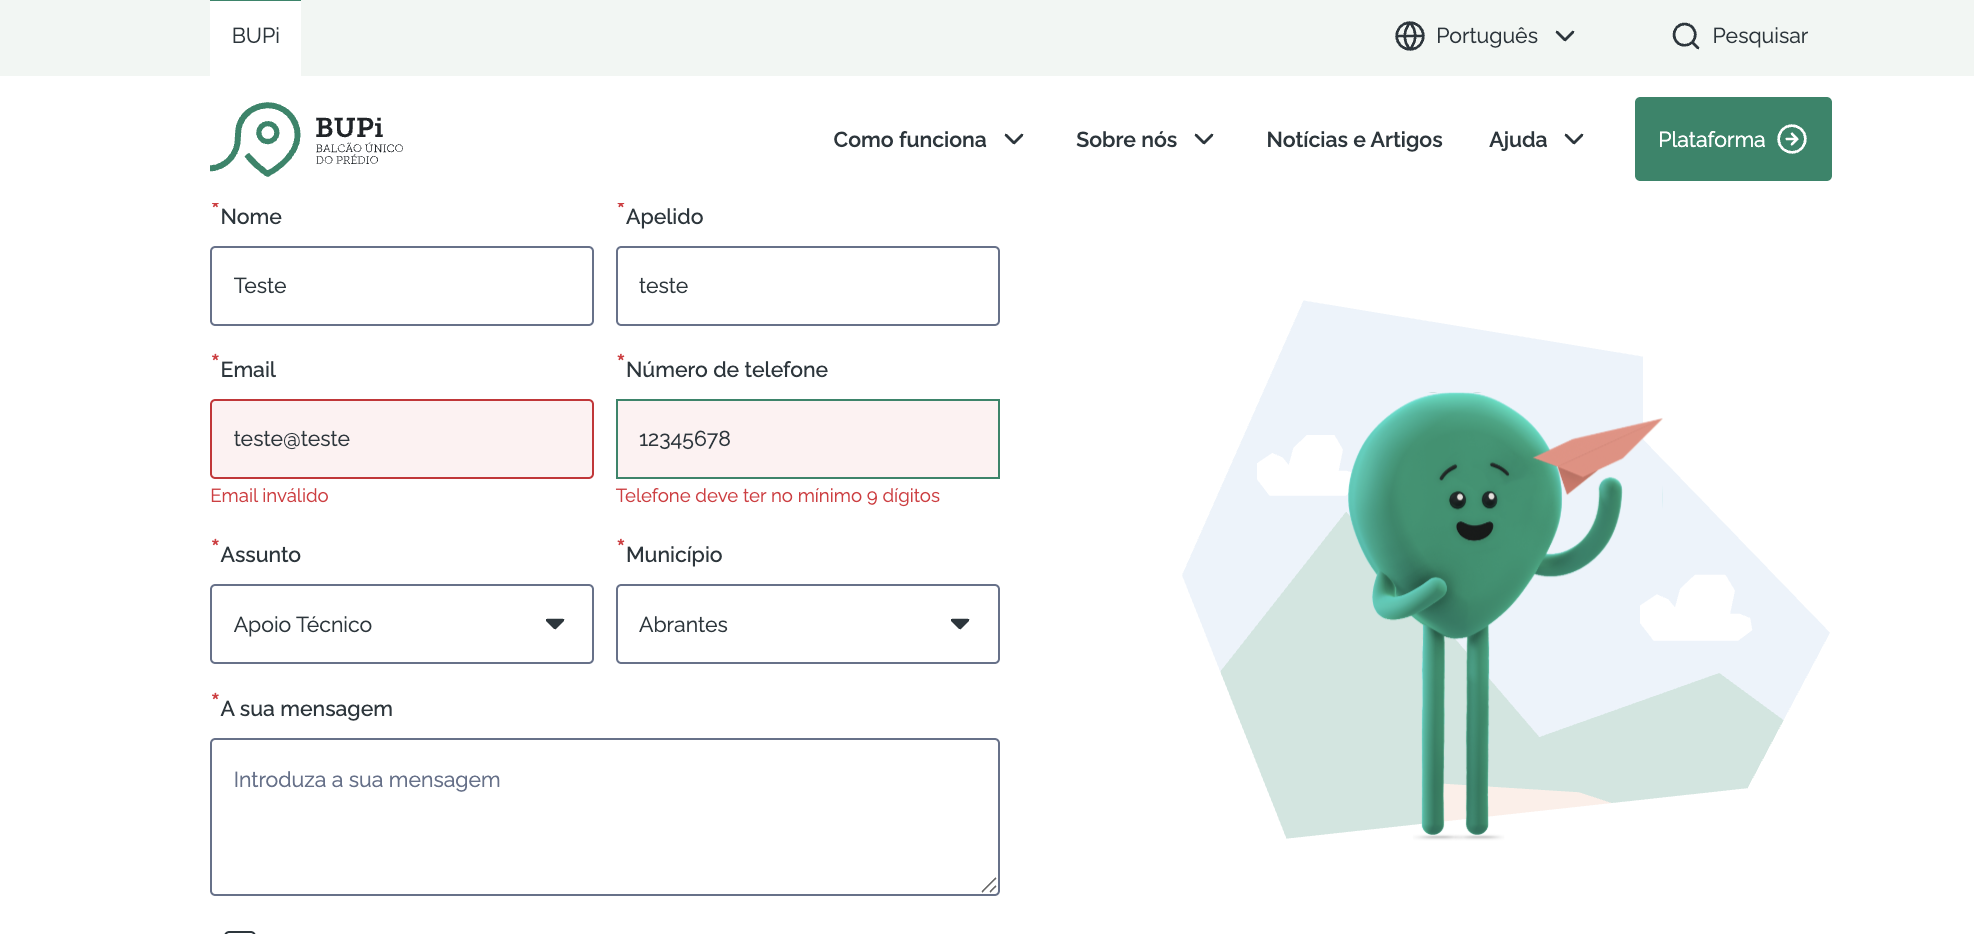 BUPi
Português
Pesquisar
BUPi
BALCÃO ÚNICO
DO PRÉDIO
Como funciona
Sobre nós
Notícias e Artigos
Ajuda
Plataforma
*Nome
*Apelido
Teste
teste
*Email
*Número de telefone
teste@teste
12345678
Email inválido
Telefone deve ter no mínimo 9 dígitos
*Assunto
*Município
Apoio Técnico
Abrantes
*A sua mensagem
Introduza a sua mensagem